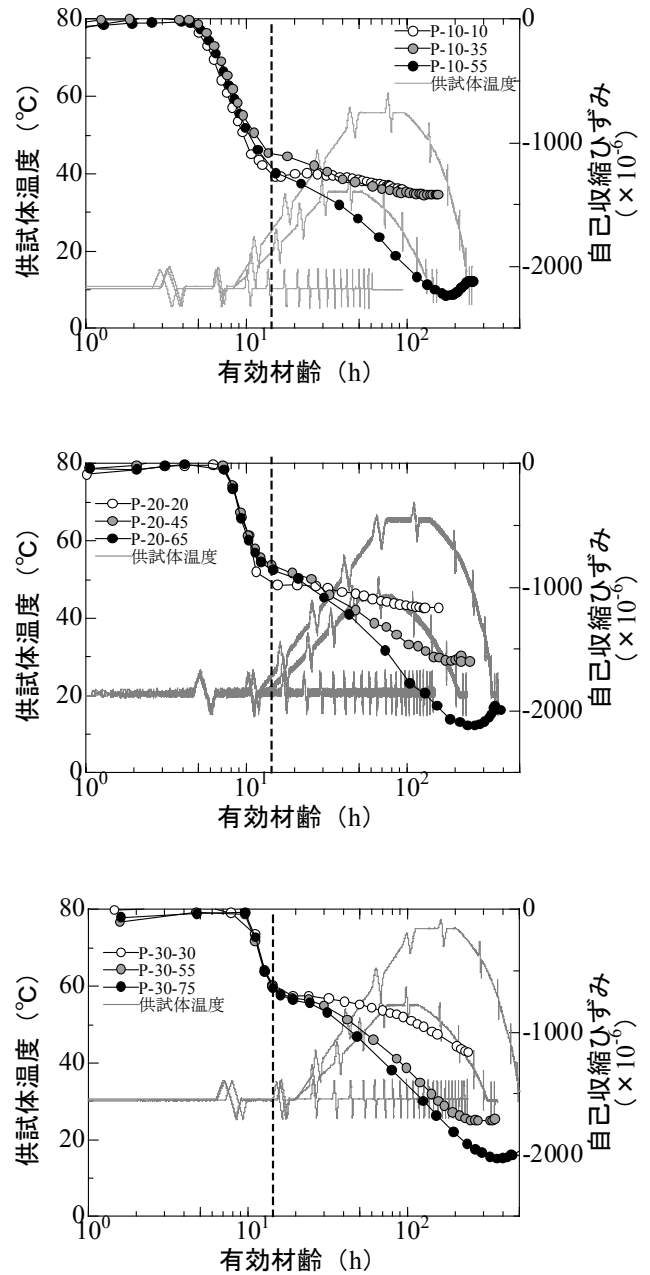 80
60
40
20
0
供試体温度（℃）
P-10-10
P-10-35
P-10-55
供試体温度
0
-1000
-2000
自己収縮ひずみ
（×10-6）
10^0
10^1
10^2
有効材齢（h）
80
60
40
20
0
供試体温度（℃）
P-20-20
P-20-45
P-20-65
供試体温度
0
-1000
-2000
自己収縮ひずみ
（×10-6）
10^0
10^1
10^2
有効材齢（h）
80
60
40
20
0
供試体温度（℃）
P-30-30
P-30-55
P-30-75
供試体温度
0
-1000
-2000
自己収縮ひずみ
（×10-6）
10^0
10^1
10^2
有効材齢（h）